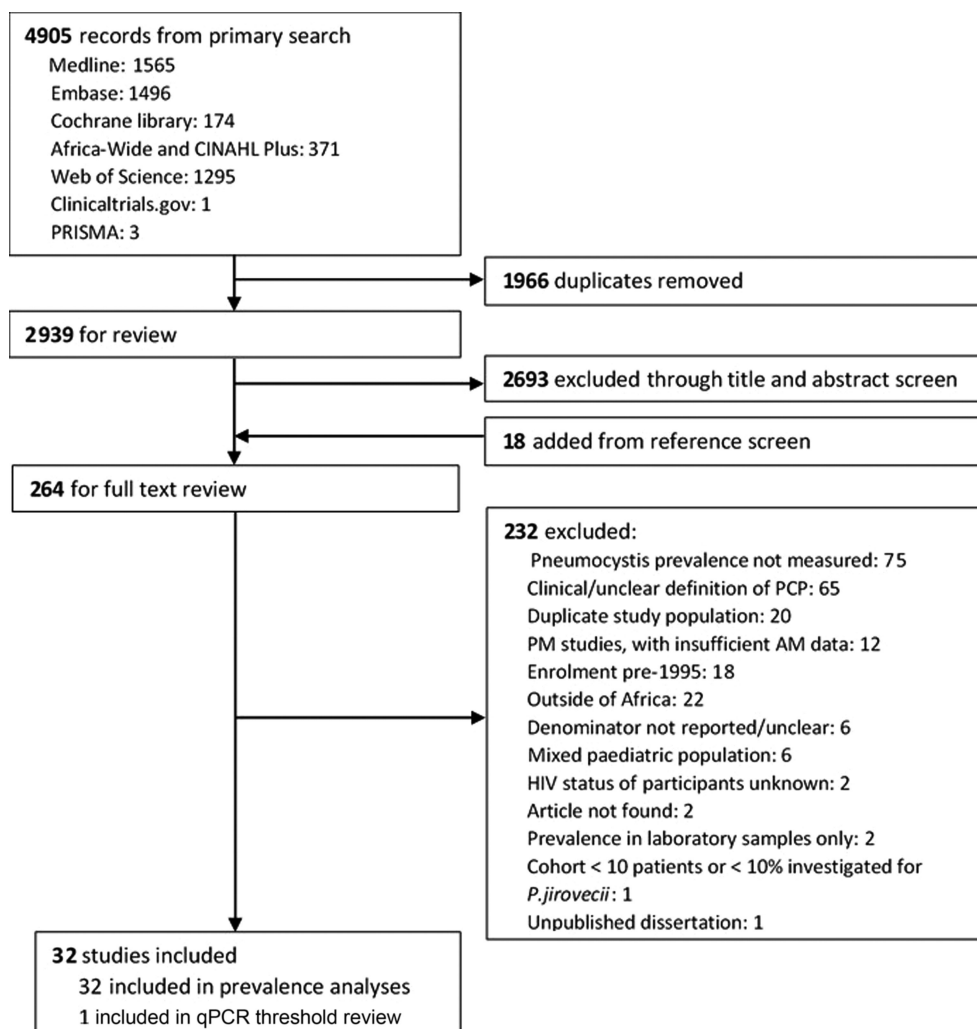 4905 records from primary search
Medline: 1565
Embase: 1496
Cochrane library: 174
Africa-Wide and CINAHL Plus: 371
Web of Science: 1295
Clinicaltrials.gov: 1
PRISMA: 3
1966 duplicates removed
2939 for review
2693 excluded through title and abstract screen
18 added from reference screen
264 for full text review
232 excluded:
Pneumocystis prevalence not measured: 75
Clinical/unclear definition of PCP: 65
Duplicate study population: 20
PM studies, with insufficient AM data: 12
Enrolment pre-1995: 18
Outside of Africa: 22
Denominator not reported/unclear: 6
Mixed paediatric population: 6
HIV status of participants unknown: 2
Article not found: 2
Prevalence in laboratory samples only: 2
Cohort < 10 patients or < 10% investigated for
P.jirovecii: 1
Unpublished dissertation: 1
32 studies included
32 included in prevalence analyses
1 included in qPCR threshold review